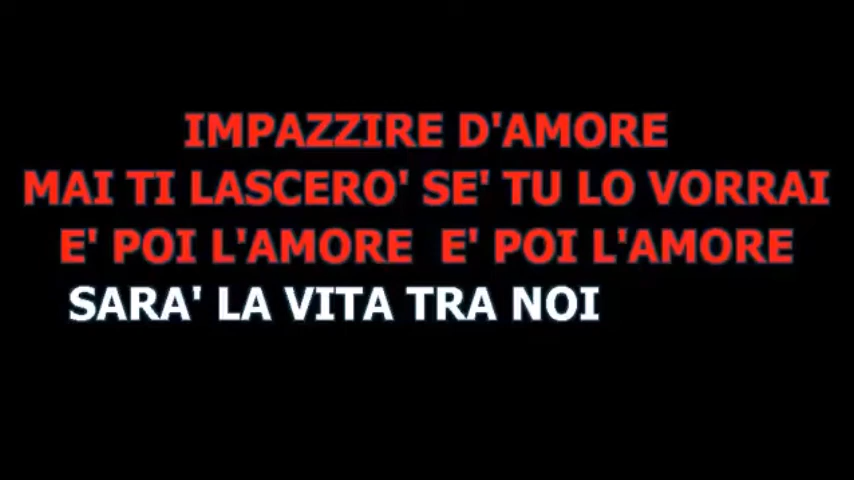 IMPAZZIRE D'AMORE
MAI TI LASCERO' SE' TU LO VORRAI
E' POI L'AMORE E' POI L'AMORE
SARA' LA VITA TRA NOI